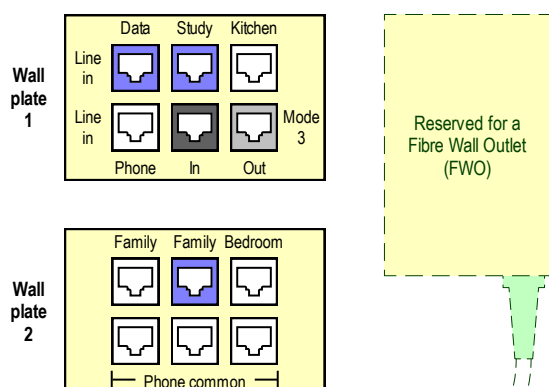 Data Study Kitchen
Line
in
Wall
plate
1
Line
in
Mode
3
Phone In Out
Reserved for a
Fibre Wall Outlet
(FWO)
Family Family Bedroom
Wall
plate
2
Phone common